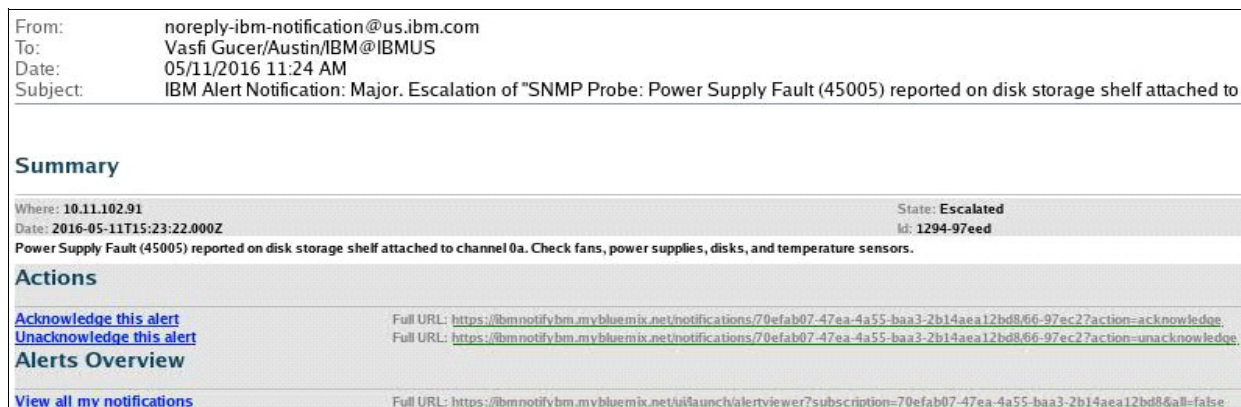 From: noreply-ibm-notification@us.ibm.com
To: Vasfi Gucer/Austin/IBM@IBMUS
Date: 05/11/2016 11:24 AM
Subject: IBM Alert Notification: Major. Escalation of "SNMP Probe: Power Supply Fault (45005) reported on disk storage shelf attached to
Summary
Where: 10.11.102.91 State: Escalated
Date: 2016-05-11T15:23:22.000Z Id: 1294-97eed
Power Supply Fault (45005) reported on disk storage shelf attached to channel 0a. Check fans, power supplies, disks, and temperature sensors.
Actions
Acknowledge this alert Full URL: https://ibmnotifybm.mybluemix.net/notifications/70efab07-47ea-4a55-baa3-2b14aea12bd8/66-97ec2?action=acknowledge
Unacknowledge this alert Full URL: https://ibmnotifybm.mybluemix.net/notifications/70efab07-47ea-4a55-baa3-2b14aea12bd8/66-97ec2?action=unacknowledge
Alerts Overview
View all my notifications Full URL: https://ibmnotifybm.mybluemix.net/ui/launch/alertviewer?subscription=70efab07-47ea-4a55-baa3-2b14aea12bd8&all=false